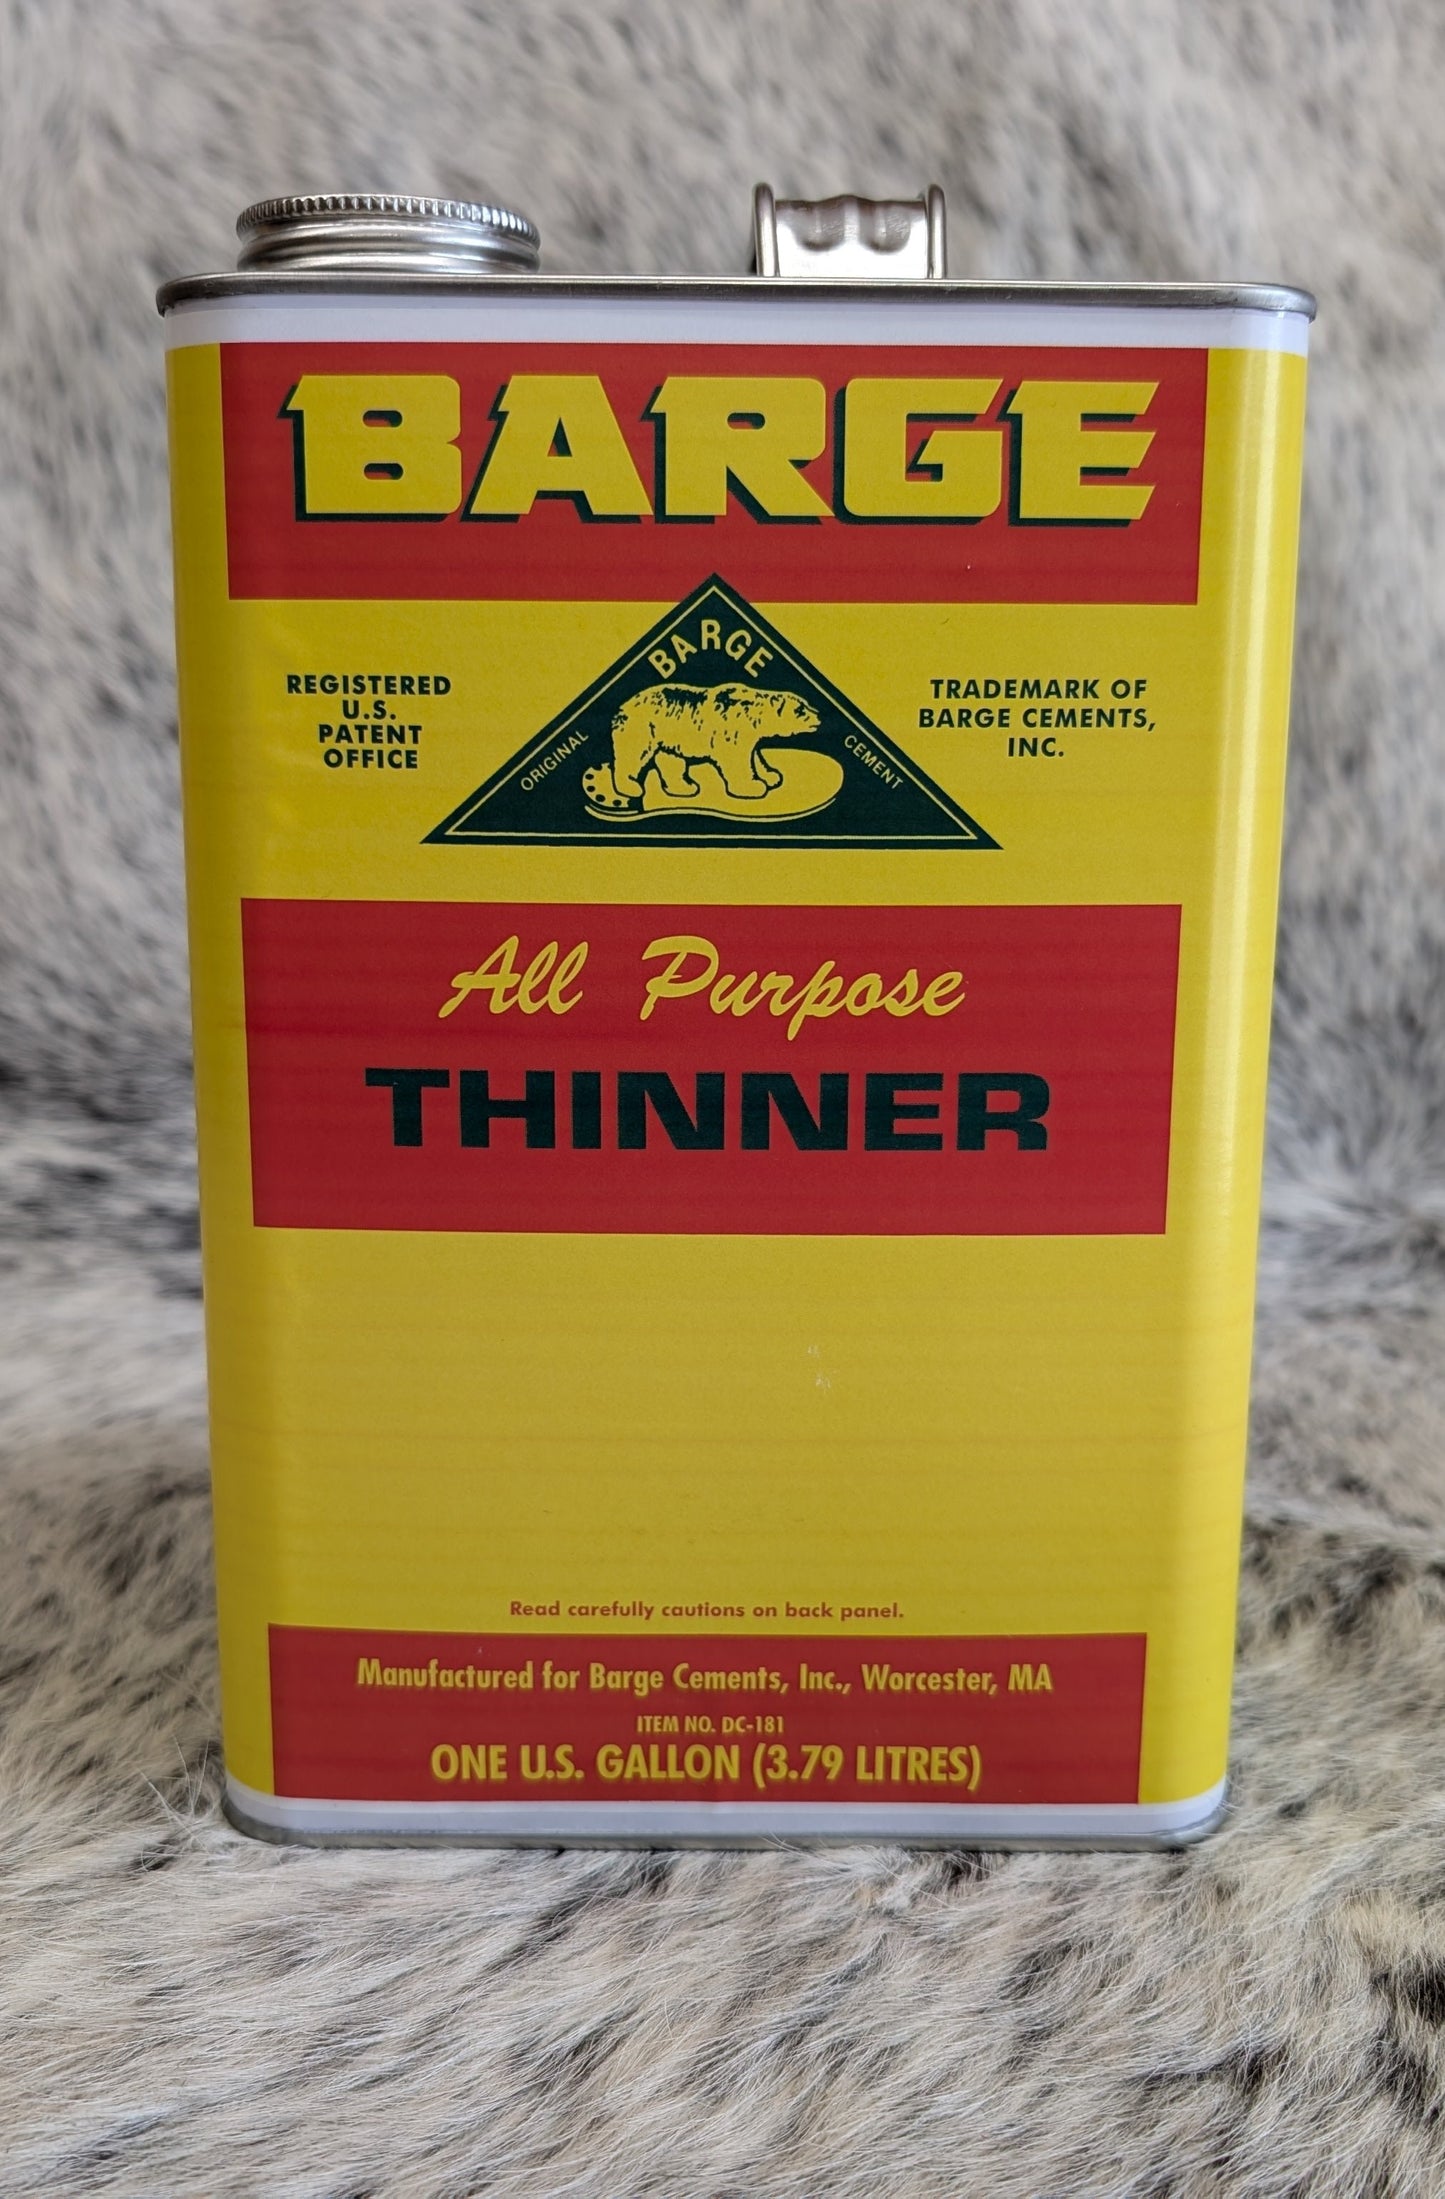 BARGE
REGISTERED
U.S.
PATENT
OFFICE
BARGE
ORIGINAL
CEMENT
TRADEMARK OF
BARGE CEMENTS,
INC.
All Purpose
THINNER
Read carefully cautions on back panel.
Manufactured for Barge Cements, Inc., Worcester, MA
ITEM NO. DC-181
ONE U.S. GALLON (3.79 LITRES)